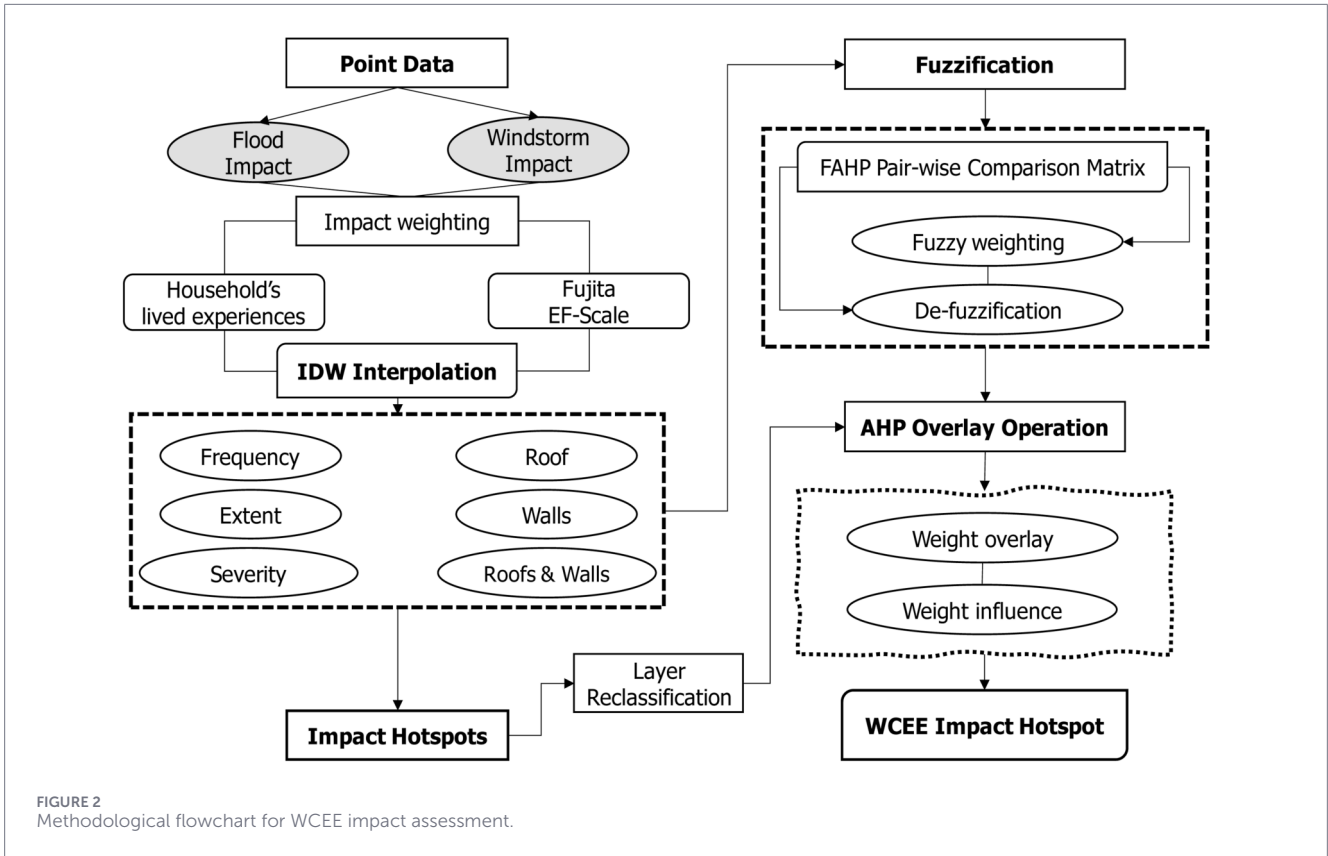 Point Data
Flood
Impact
Windstorm
Impact
Impact weighting
Household's
lived experiences
Fujita
EF-Scale
IDW Interpolation
Frequency
Roof
Extent
Walls
Severity
Roofs & Walls
Impact Hotspots
Layer
Reclassification
Fuzzification
FAHP Pair-wise Comparison Matrix
Fuzzy weighting
De-fuzzification
AHP Overlay Operation
Weight overlay
Weight influence
WCEE Impact Hotspot
FIGURE 2
Methodological flowchart for WCEE impact assessment.